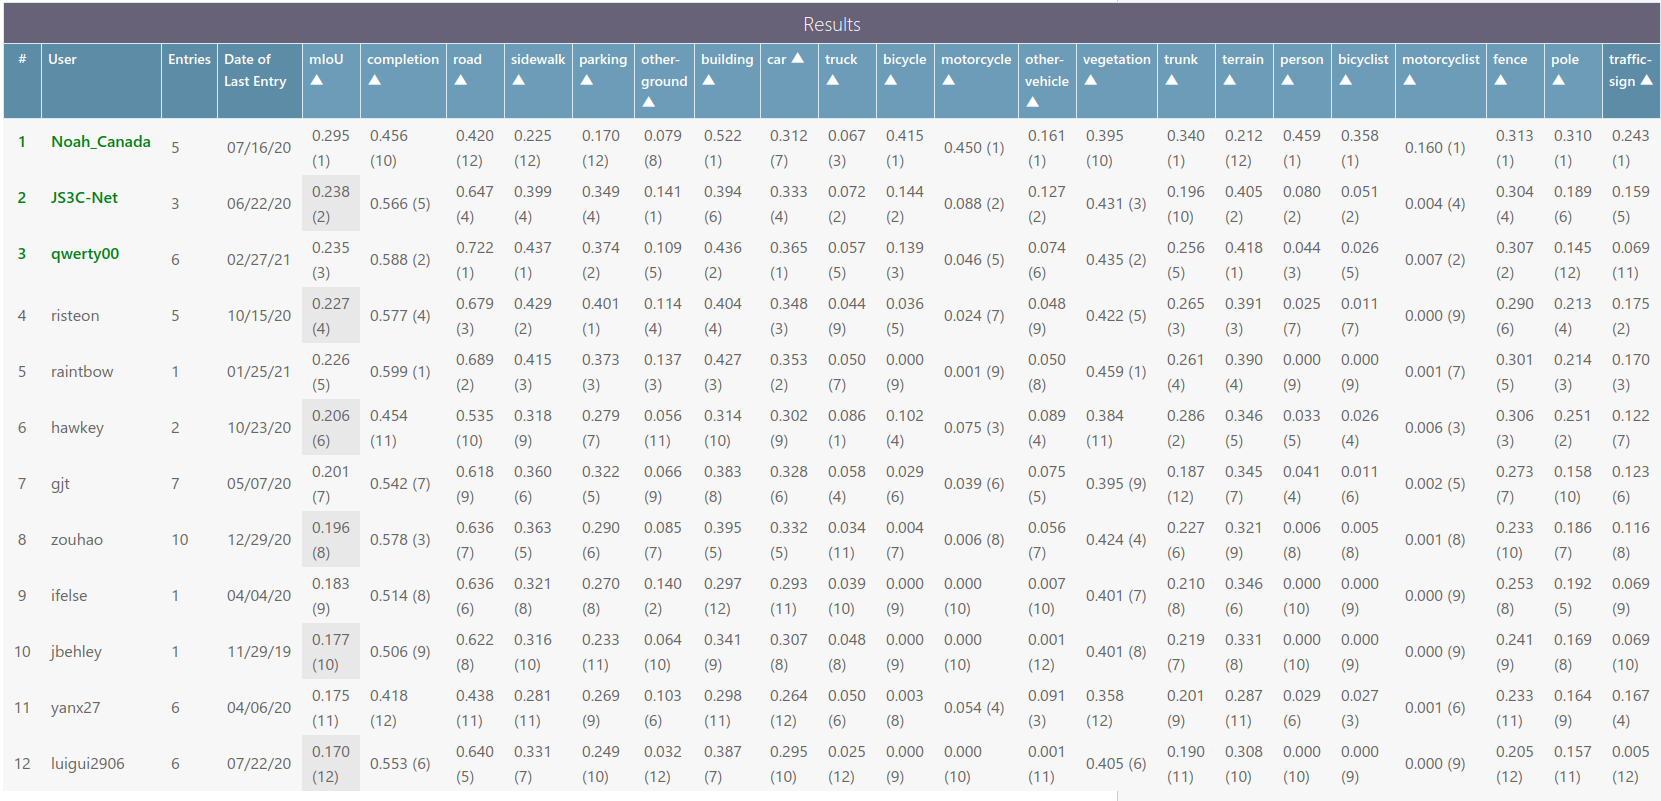 Results
# User Entries Date of Last Entry mIoU ▲ completion ▲ road ▲ sidewalk ▲ parking ▲ other-ground ▲ building ▲ car ▲ truck ▲ bicycle ▲ motorcycle ▲ other-vehicle ▲ vegetation ▲ trunk ▲ terrain ▲ person ▲ bicyclist ▲ motorcyclist ▲ fence ▲ pole ▲ traffic-sign ▲
1 Noah_Canada 5 07/16/20 0.295 (1) 0.456 (10) 0.420 (12) 0.225 (12) 0.170 (12) 0.079 (8) 0.522 (1) 0.312 (7) 0.067 (3) 0.415 (1) 0.450 (1) 0.161 (1) 0.395 (10) 0.340 (1) 0.212 (12) 0.459 (1) 0.358 (1) 0.160 (1) 0.313 (1) 0.310 (1) 0.243 (1)
2 JS3C-Net 3 06/22/20 0.238 (2) 0.566 (5) 0.647 (4) 0.399 (4) 0.349 (4) 0.141 (1) 0.394 (6) 0.333 (4) 0.072 (2) 0.144 (2) 0.088 (2) 0.127 (2) 0.431 (3) 0.196 (10) 0.405 (2) 0.080 (2) 0.051 (2) 0.004 (4) 0.304 (4) 0.189 (6) 0.159 (5)
3 qwerty00 6 02/27/21 0.235 (3) 0.588 (2) 0.722 (1) 0.437 (1) 0.374 (2) 0.109 (5) 0.436 (2) 0.365 (1) 0.057 (5) 0.139 (3) 0.046 (5) 0.074 (6) 0.435 (2) 0.256 (5) 0.418 (1) 0.044 (3) 0.026 (5) 0.007 (2) 0.307 (2) 0.145 (12) 0.069 (11)
4 risteon 5 10/15/20 0.227 (4) 0.577 (4) 0.679 (3) 0.429 (2) 0.401 (1) 0.114 (4) 0.404 (4) 0.348 (3) 0.044 (9) 0.036 (5) 0.024 (7) 0.048 (9) 0.422 (5) 0.265 (3) 0.391 (3) 0.025 (7) 0.011 (7) 0.000 (9) 0.290 (6) 0.213 (4) 0.175 (2)
5 raintbow 1 01/25/21 0.226 (5) 0.599 (1) 0.689 (2) 0.415 (3) 0.373 (3) 0.137 (3) 0.427 (3) 0.353 (2) 0.050 (7) 0.000 (9) 0.001 (9) 0.050 (8) 0.459 (1) 0.261 (4) 0.390 (4) 0.000 (9) 0.000 (9) 0.001 (7) 0.301 (5) 0.214 (3) 0.170 (3)
6 hawkey 2 10/23/20 0.206 (6) 0.454 (11) 0.535 (10) 0.318 (9) 0.279 (7) 0.056 (11) 0.314 (10) 0.302 (9) 0.086 (1) 0.102 (4) 0.075 (3) 0.089 (4) 0.384 (11) 0.286 (2) 0.346 (5) 0.033 (5) 0.026 (4) 0.006 (3) 0.306 (3) 0.251 (2) 0.122 (7)
7 gjt 7 05/07/20 0.201 (7) 0.542 (7) 0.618 (9) 0.360 (6) 0.322 (5) 0.066 (9) 0.383 (8) 0.328 (6) 0.058 (4) 0.029 (6) 0.039 (6) 0.075 (5) 0.395 (9) 0.187 (12) 0.345 (7) 0.041 (4) 0.011 (6) 0.002 (5) 0.273 (7) 0.158 (10) 0.123 (6)
8 zouhao 10 12/29/20 0.196 (8) 0.578 (3) 0.636 (7) 0.363 (5) 0.290 (6) 0.085 (7) 0.395 (5) 0.332 (5) 0.034 (11) 0.004 (7) 0.006 (8) 0.056 (7) 0.424 (4) 0.227 (6) 0.321 (9) 0.006 (8) 0.005 (8) 0.001 (8) 0.233 (10) 0.186 (7) 0.116 (8)
9 ifelse 1 04/04/20 0.183 (9) 0.514 (8) 0.636 (6) 0.321 (8) 0.270 (8) 0.140 (2) 0.297 (12) 0.293 (11) 0.039 (10) 0.000 (9) 0.000 (10) 0.007 (10) 0.401 (7) 0.210 (8) 0.346 (6) 0.000 (10) 0.000 (9) 0.000 (9) 0.253 (8) 0.192 (5) 0.069 (9)
10 jbehley 1 11/29/19 0.177 (10) 0.506 (9) 0.622 (8) 0.316 (10) 0.233 (11) 0.064 (10) 0.341 (9) 0.307 (8) 0.048 (8) 0.000 (9) 0.000 (10) 0.001 (12) 0.401 (8) 0.219 (7) 0.331 (8) 0.000 (10) 0.000 (9) 0.000 (9) 0.241 (9) 0.169 (8) 0.069 (10)
11 yanx27 6 04/06/20 0.175 (11) 0.418 (12) 0.438 (11) 0.281 (11) 0.269 (9) 0.103 (6) 0.298 (11) 0.264 (12) 0.050 (6) 0.003 (8) 0.054 (4) 0.091 (3) 0.358 (12) 0.201 (9) 0.287 (11) 0.029 (6) 0.027 (3) 0.001 (6) 0.233 (11) 0.164 (9) 0.167 (4)
12 luigui2906 6 07/22/20 0.170 (12) 0.553 (6) 0.640 (5) 0.331 (7) 0.249 (10) 0.032 (12) 0.387 (7) 0.295 (10) 0.025 (12) 0.000 (9) 0.000 (10) 0.001 (11) 0.405 (6) 0.190 (11) 0.308 (10) 0.000 (10) 0.000 (9) 0.000 (9) 0.205 (12) 0.157 (11) 0.005 (12)